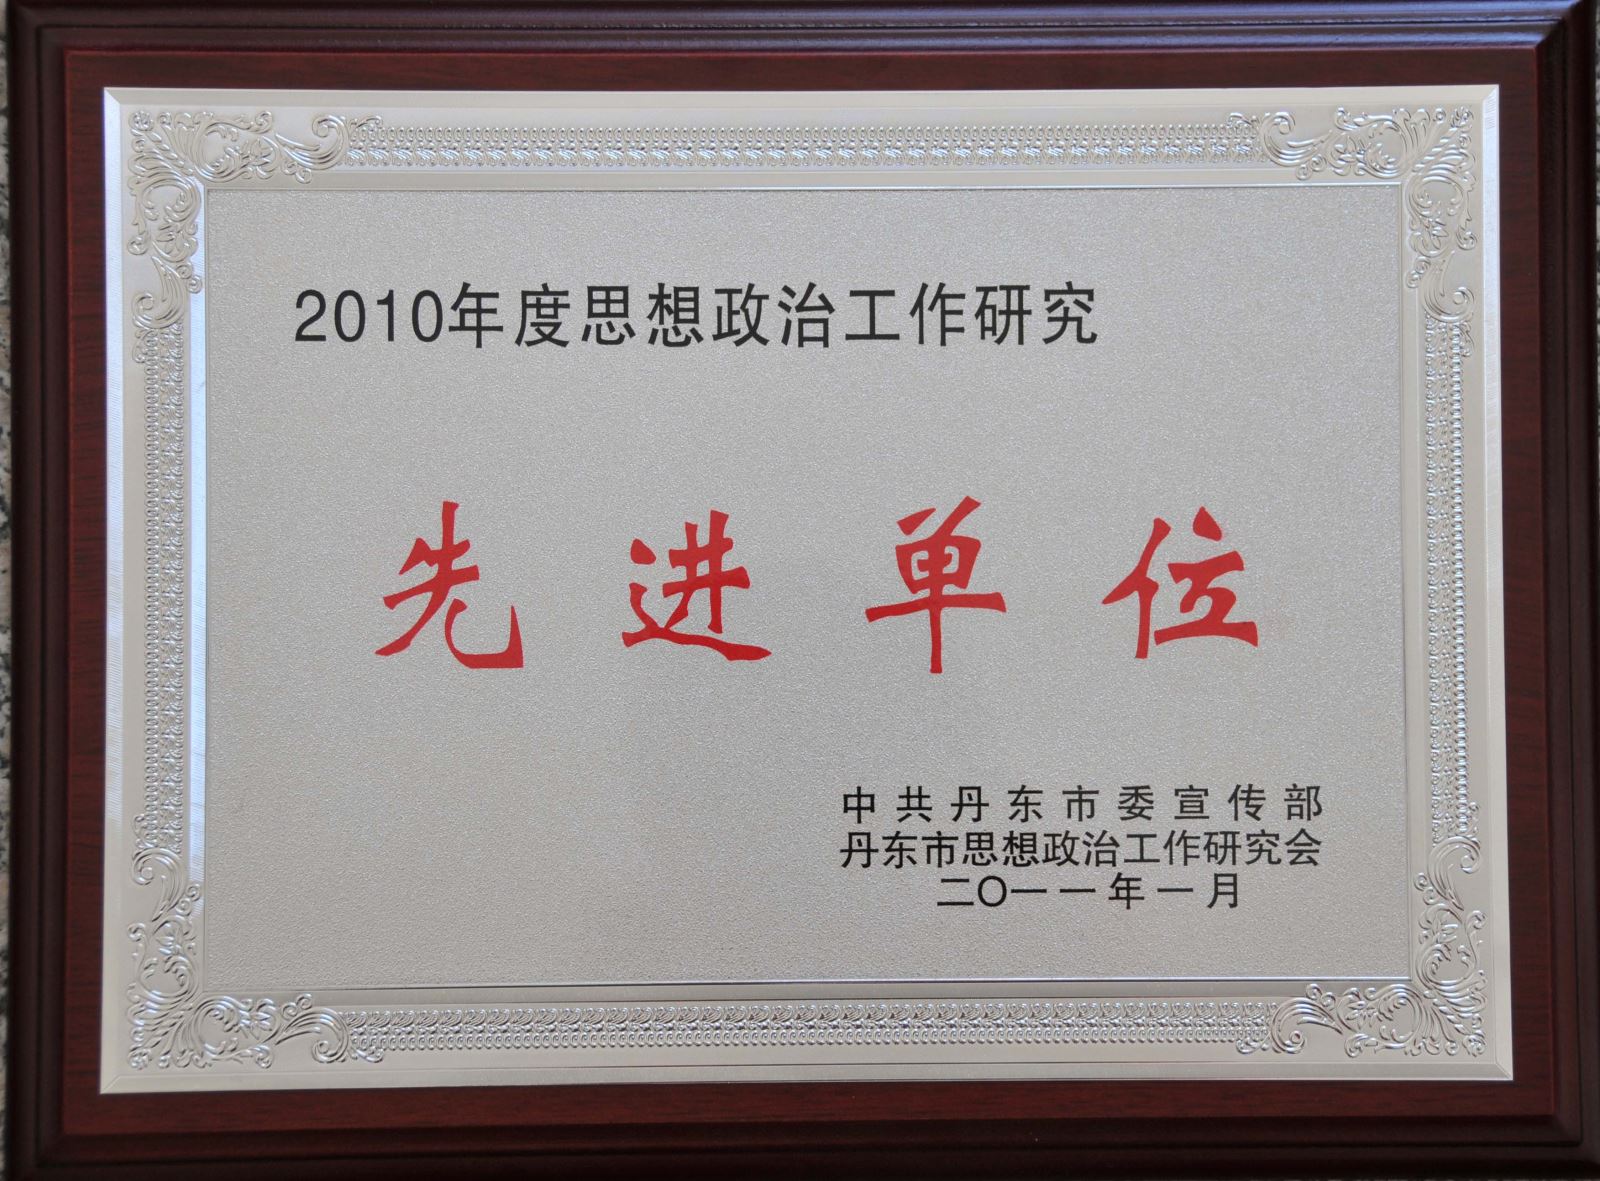 2010年度思想政治工作研究
先进单位
中共丹东市委宣传部
丹东市思想政治工作研究会
二〇一一年一月